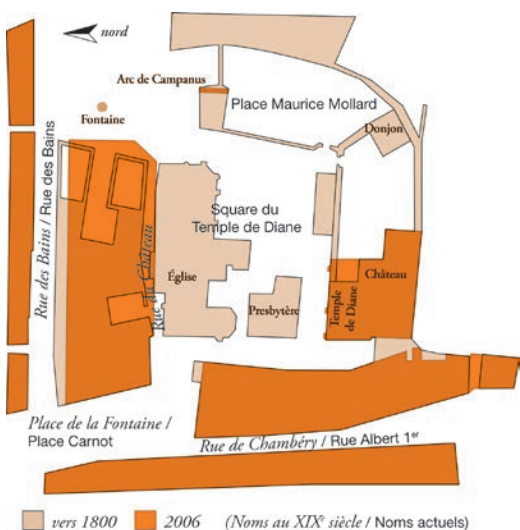 nord
Arc de Campanus
Place Maurice Mollard
Fontaine
Donjon
Rue des Bains / Rue des Bains
Square du
Temple de Diane
Rue du Château
Église
Château
Presbytère
Temple
de Diane
Place de la Fontaine /
Place Carnot
Rue de Chambéry / Rue Albert 1er
vers 1800
2006
(Noms au XIXe siècle / Noms actuels)